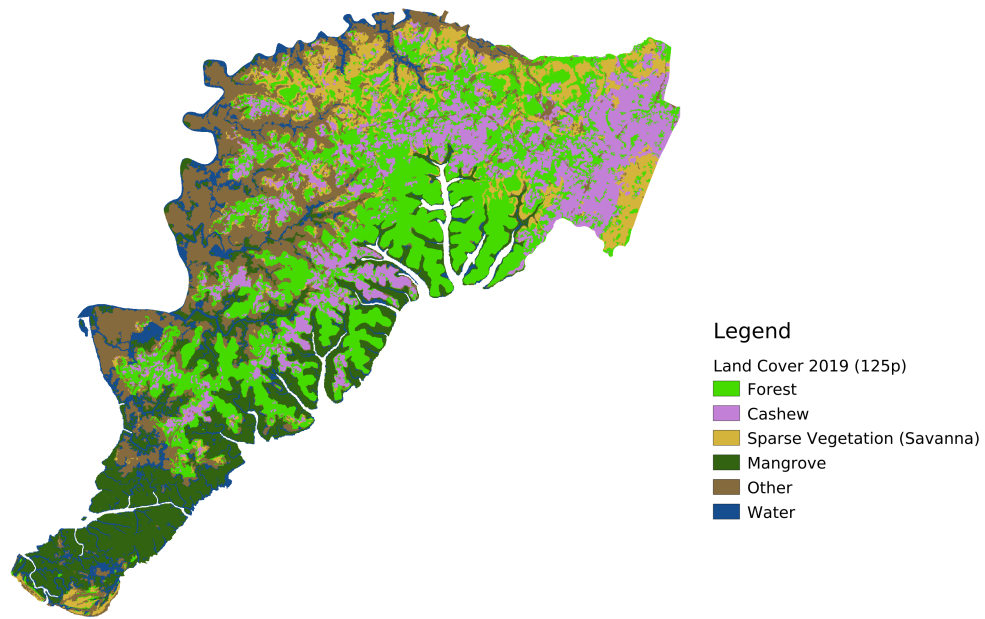 Legend
Land Cover 2019 (125p)
Forest
Cashew
Sparse Vegetation (Savanna)
Mangrove
Other
Water